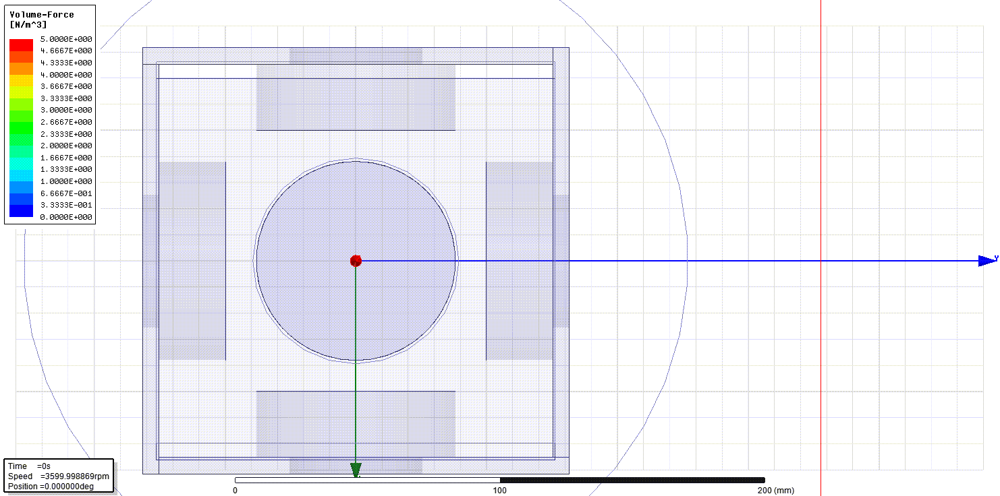 Volume-Force
[N/m^3]
5.0000E+000
4.6667E+000
4.3333E+000
4.0000E+000
3.6667E+000
3.3333E+000
3.0000E+000
2.6667E+000
2.3333E+000
2.0000E+000
1.6667E+000
1.3333E+000
1.0000E+000
6.6667E-001
3.3333E-001
0.0000E+000
Y
Time =0s
Speed =3599.998869rpm
Position =0.000000deg
0 100 200 (mm)